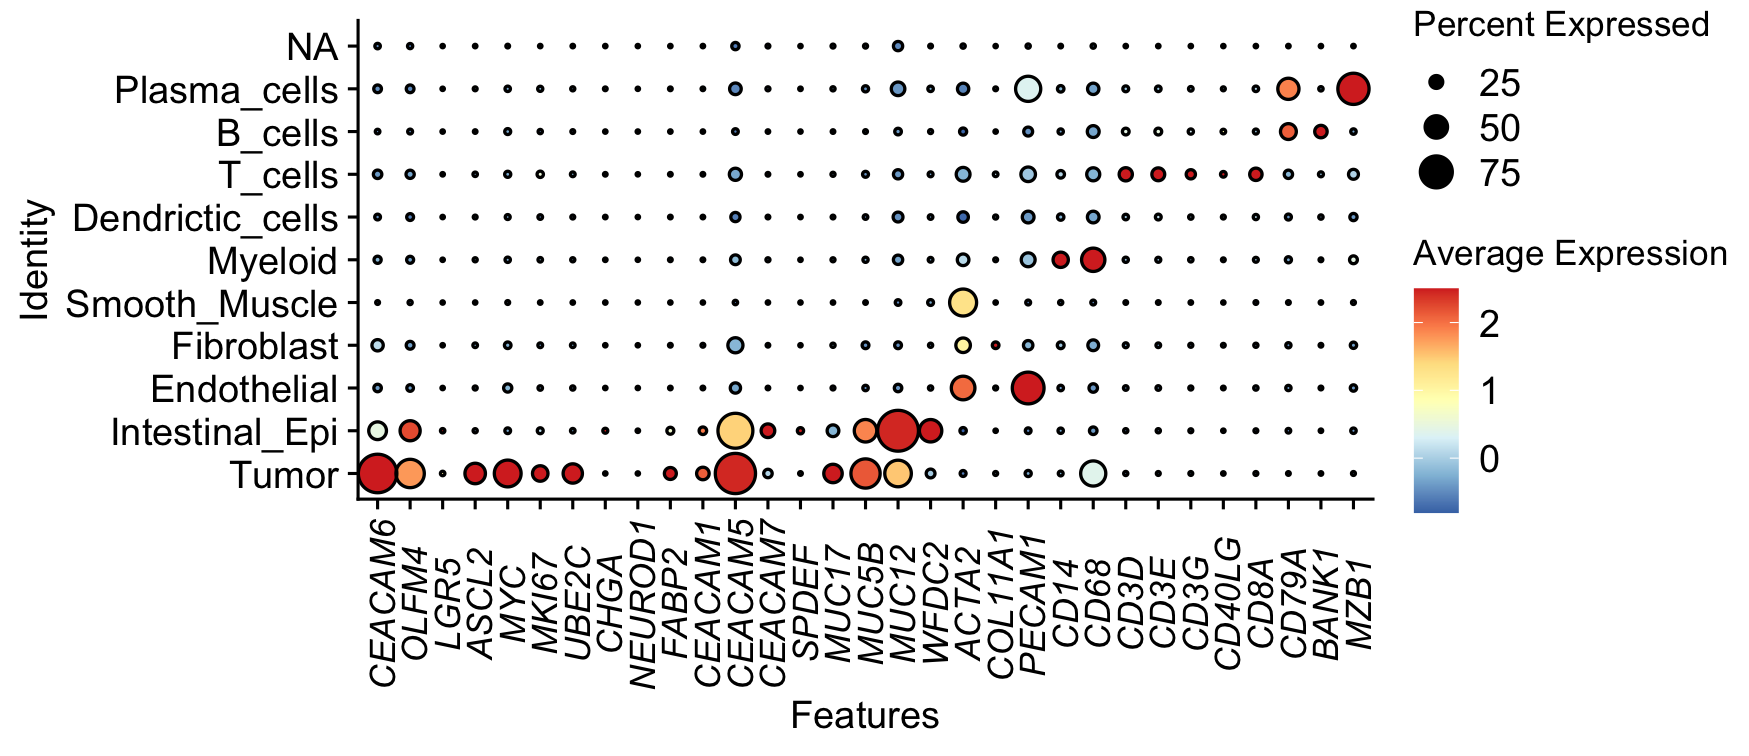 NA
Plasma_cells
B_cells
T_cells
Dendrictic_cells
Myeloid
Smooth_Muscle
Fibroblast
Endothelial
Intestinal_Epi
Tumor
Identity
CEACAM6
OLFM4
LGR5
ASCL2
MYC
MKI67
UBE2C
CHGA
NEUROD1
FABP2
CEACAM1
CEACAM5
CEACAM7
SPDEF
MUC17
MUC5B
MUC12
WFDC2
ACTA2
COL11A1
PECAM1
CD14
CD68
CD3D
CD3E
CD3G
CD40LG
CD8A
CD79A
BANK1
MZB1
Features
Percent Expressed
25
50
75
Average Expression
2
1
0